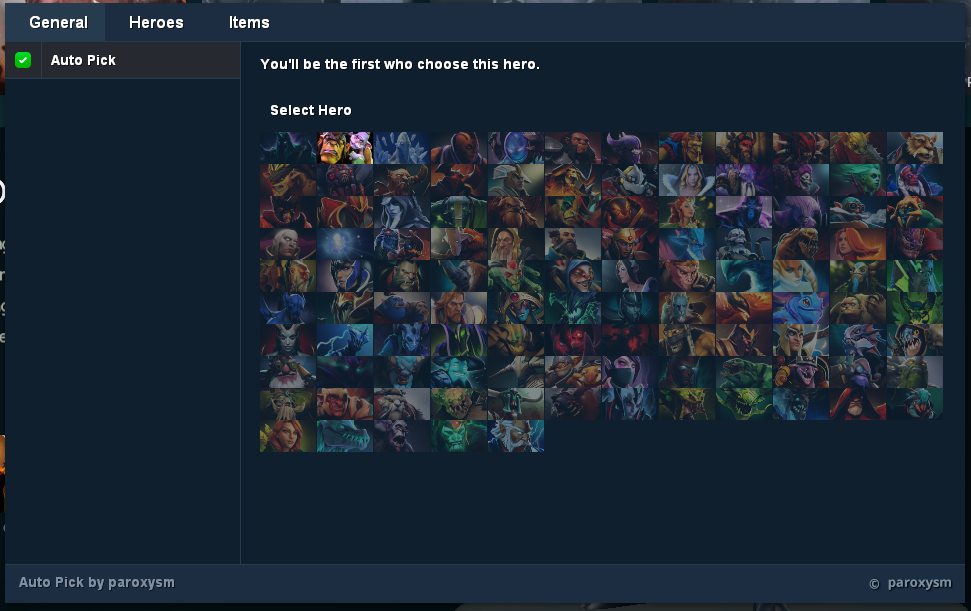 General Heroes Items
Auto Pick
You'll be the first who choose this hero.
Select Hero
Auto Pick by paroxysm
© paroxysm